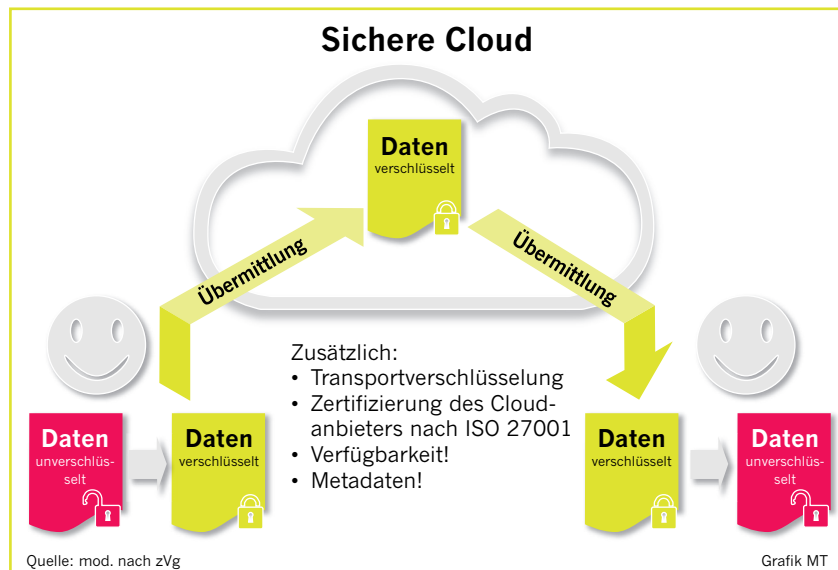 Sichere Cloud
Daten
verschlüsselt
Übermittlung
Übermittlung
Zusätzlich:
• Transportverschlüsselung
• Zertifizierung des Cloud-
anbieters nach ISO 27001
• Verfügbarkeit!
• Metadaten!
Daten
unverschlüs-
selt
Daten
verschlüsselt
Daten
verschlüsselt
Daten
unverschlüs-
selt
Quelle: mod. nach zVg
Grafik MT